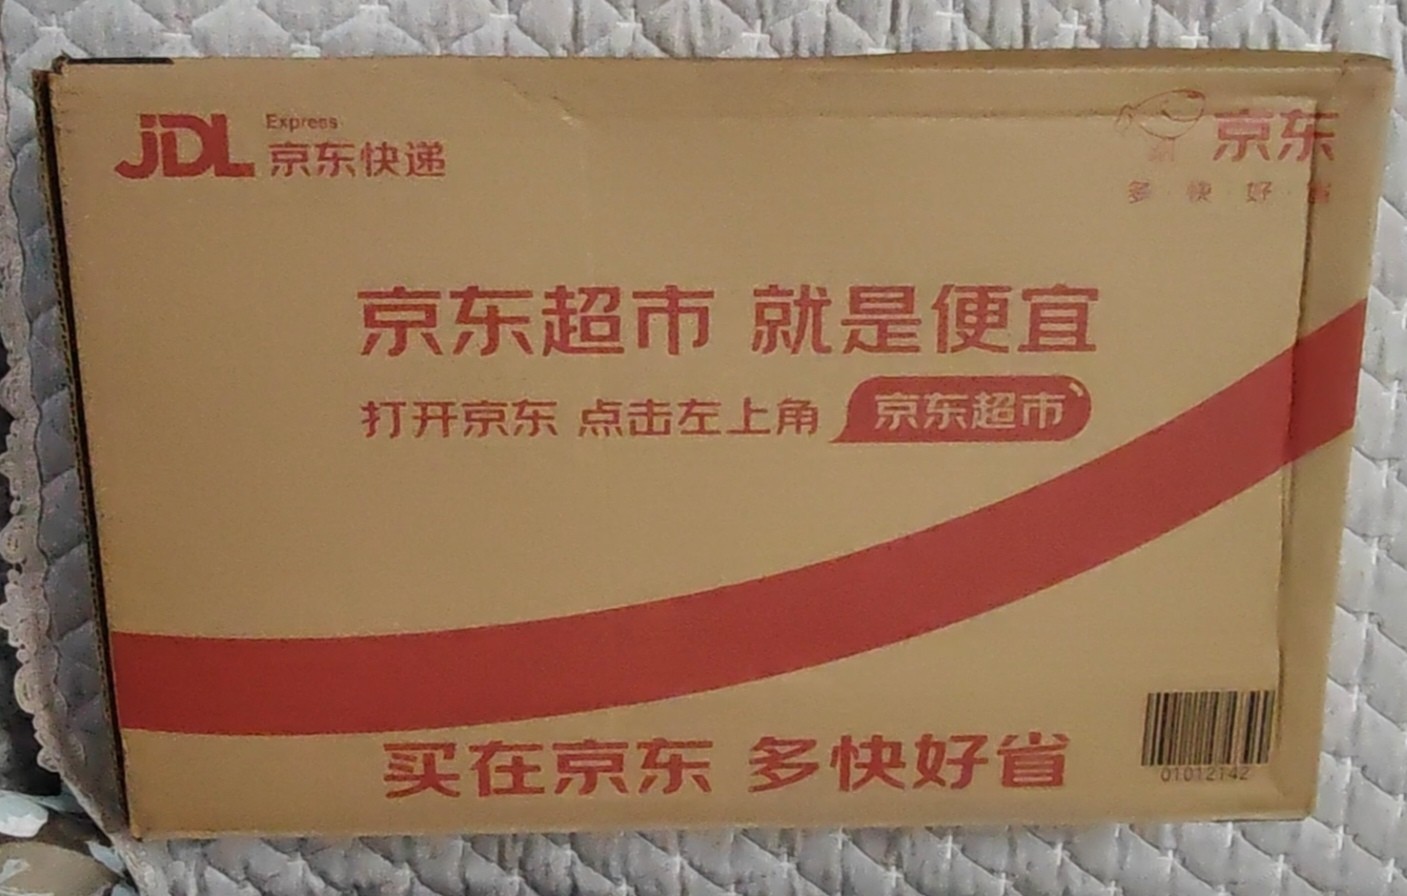 JDL Express
京东快递
京东
多·快·好·省
京东超市 就是便宜
打开京东 点击左上角 京东超市
买在京东 多快好省
01012142